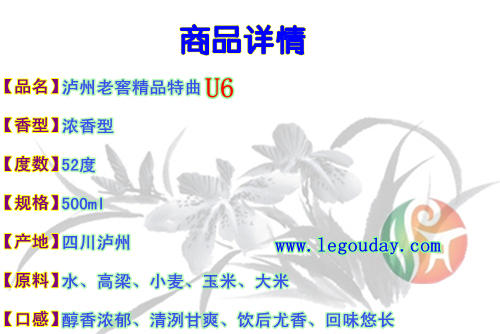 商品详情
【品名】泸州老窖精品特曲 U6
【香型】浓香型
【度数】52度
【规格】500ml
【产地】四川泸州
www.legouday.com
【原料】水、高粱、小麦、玉米、大米
【口感】醇香浓郁、清洌甘爽、饮后尤香、回味悠长